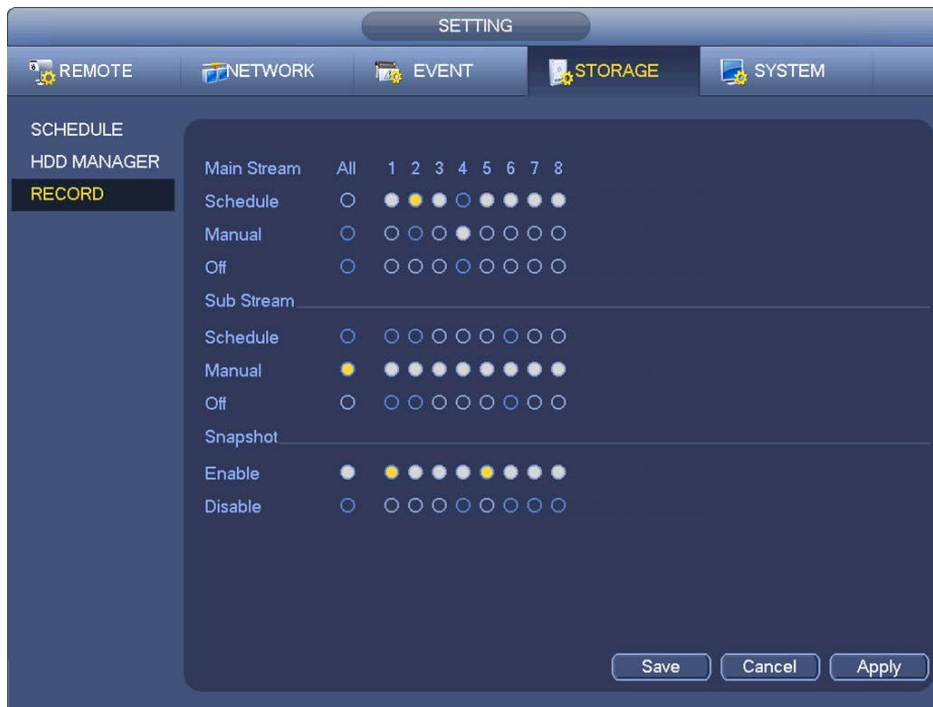 SETTING
REMOTE NETWORK EVENT STORAGE SYSTEM
SCHEDULE
HDD MANAGER
RECORD
Main Stream All 1 2 3 4 5 6 7 8
Schedule
Manual
Off
Sub Stream
Schedule
Manual
Off
Snapshot
Enable
Disable
Save Cancel Apply